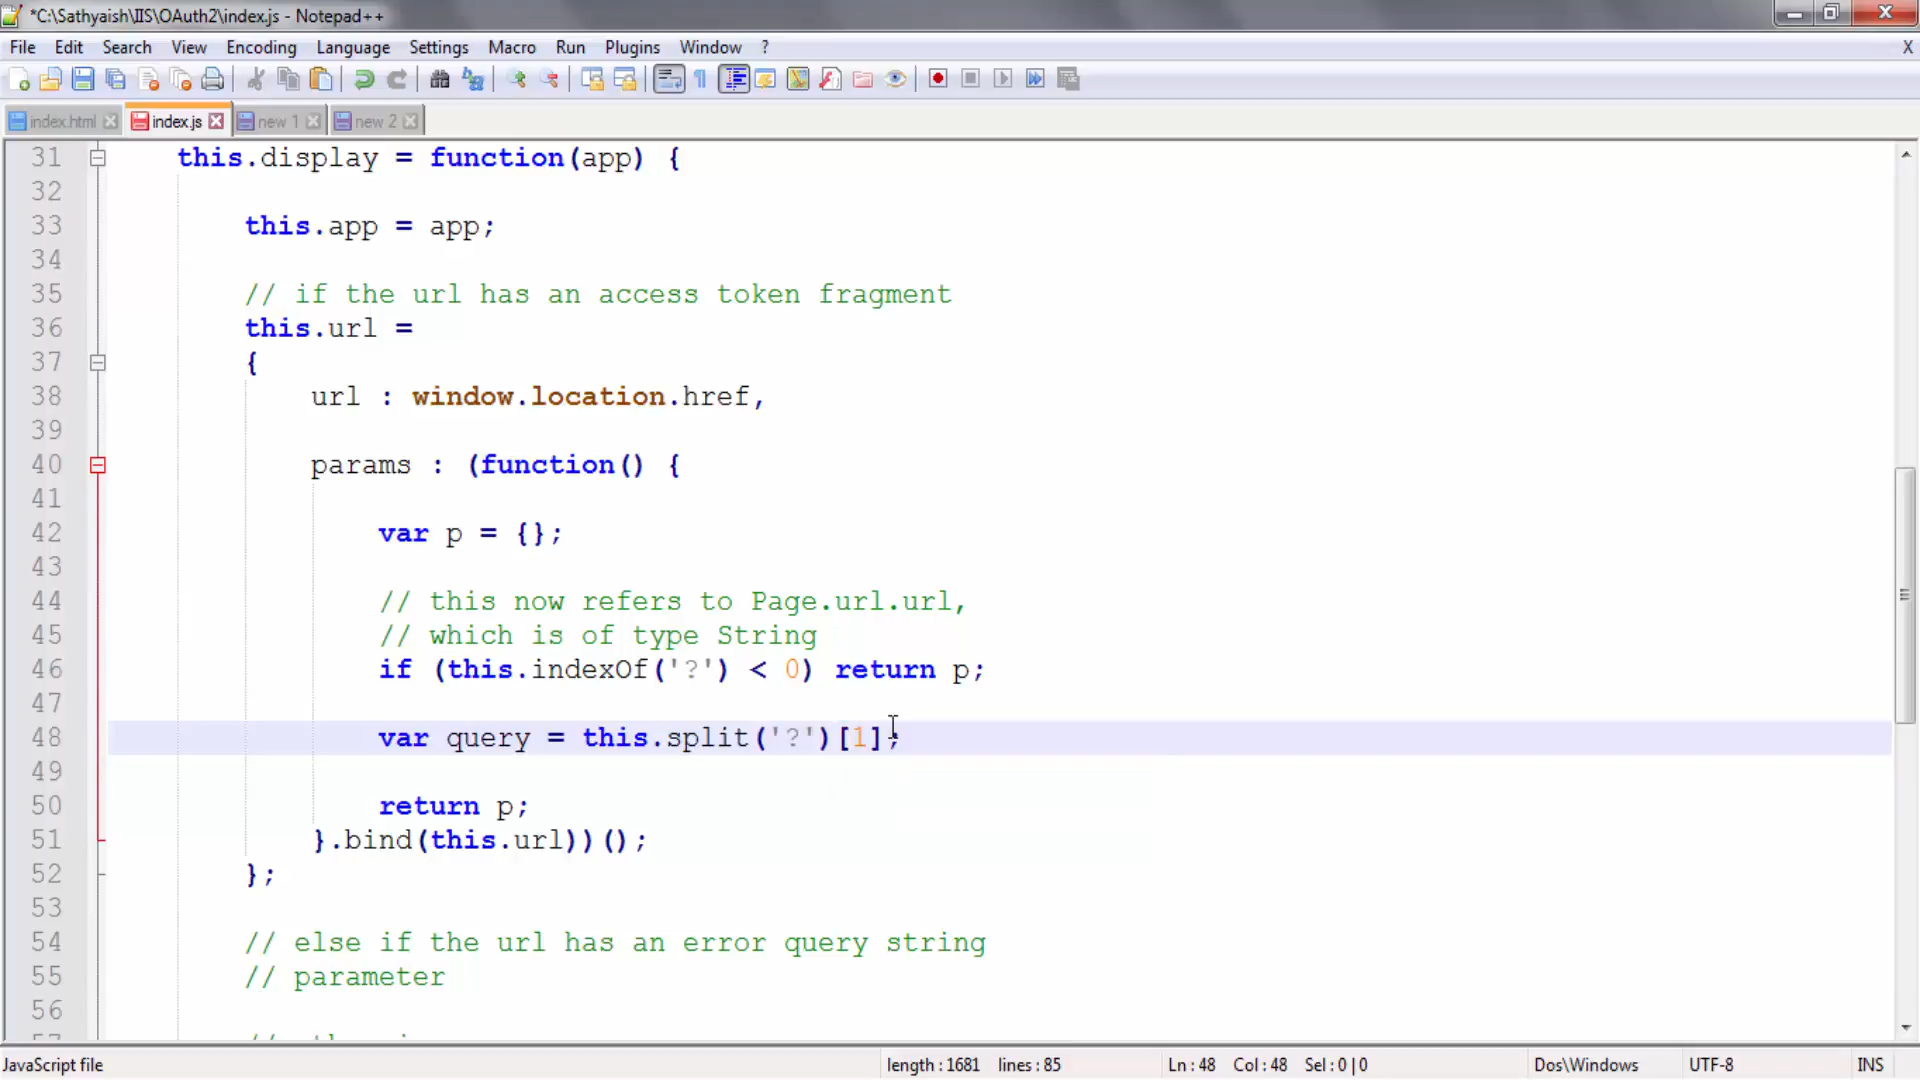 *C:\Sathyaish\IIS\OAuth2\index.js - Notepad++
File Edit Search View Encoding Language Settings Macro Run Plugins Window ? X
index.html index.js new 1 new 2
31 this.display = function(app) {
32
33 this.app = app;
34
35 // if the url has an access token fragment
36 this.url =
37 {
38 url : window.location.href,
39
40 params : (function() {
41
42 var p = {};
43
44 // this now refers to Page.url.url,
45 // which is of type String
46 if (this.indexOf('?') < 0) return p;
47
48 var query = this.split('?')[1];
49
50 return p;
51 }.bind(this.url))();
52 };
53
54 // else if the url has an error query string
55 // parameter
56
JavaScript file length : 1681 lines : 85 Ln : 48 Col : 48 Sel : 0 | 0 Dos\Windows UTF-8 INS